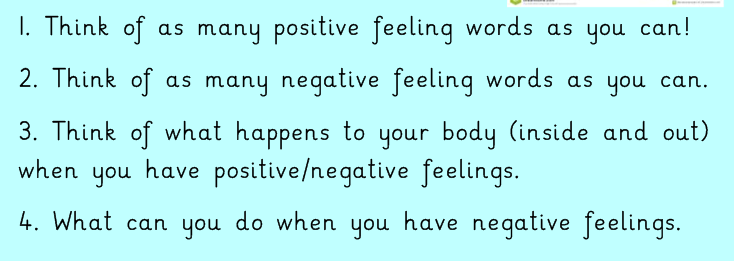 1. Think of as many positive feeling words as you can!
2. Think of as many negative feeling words as you can.
3. Think of what happens to your body (inside and out)
when you have positive/negative feelings.
4. What can you do when you have negative feelings.